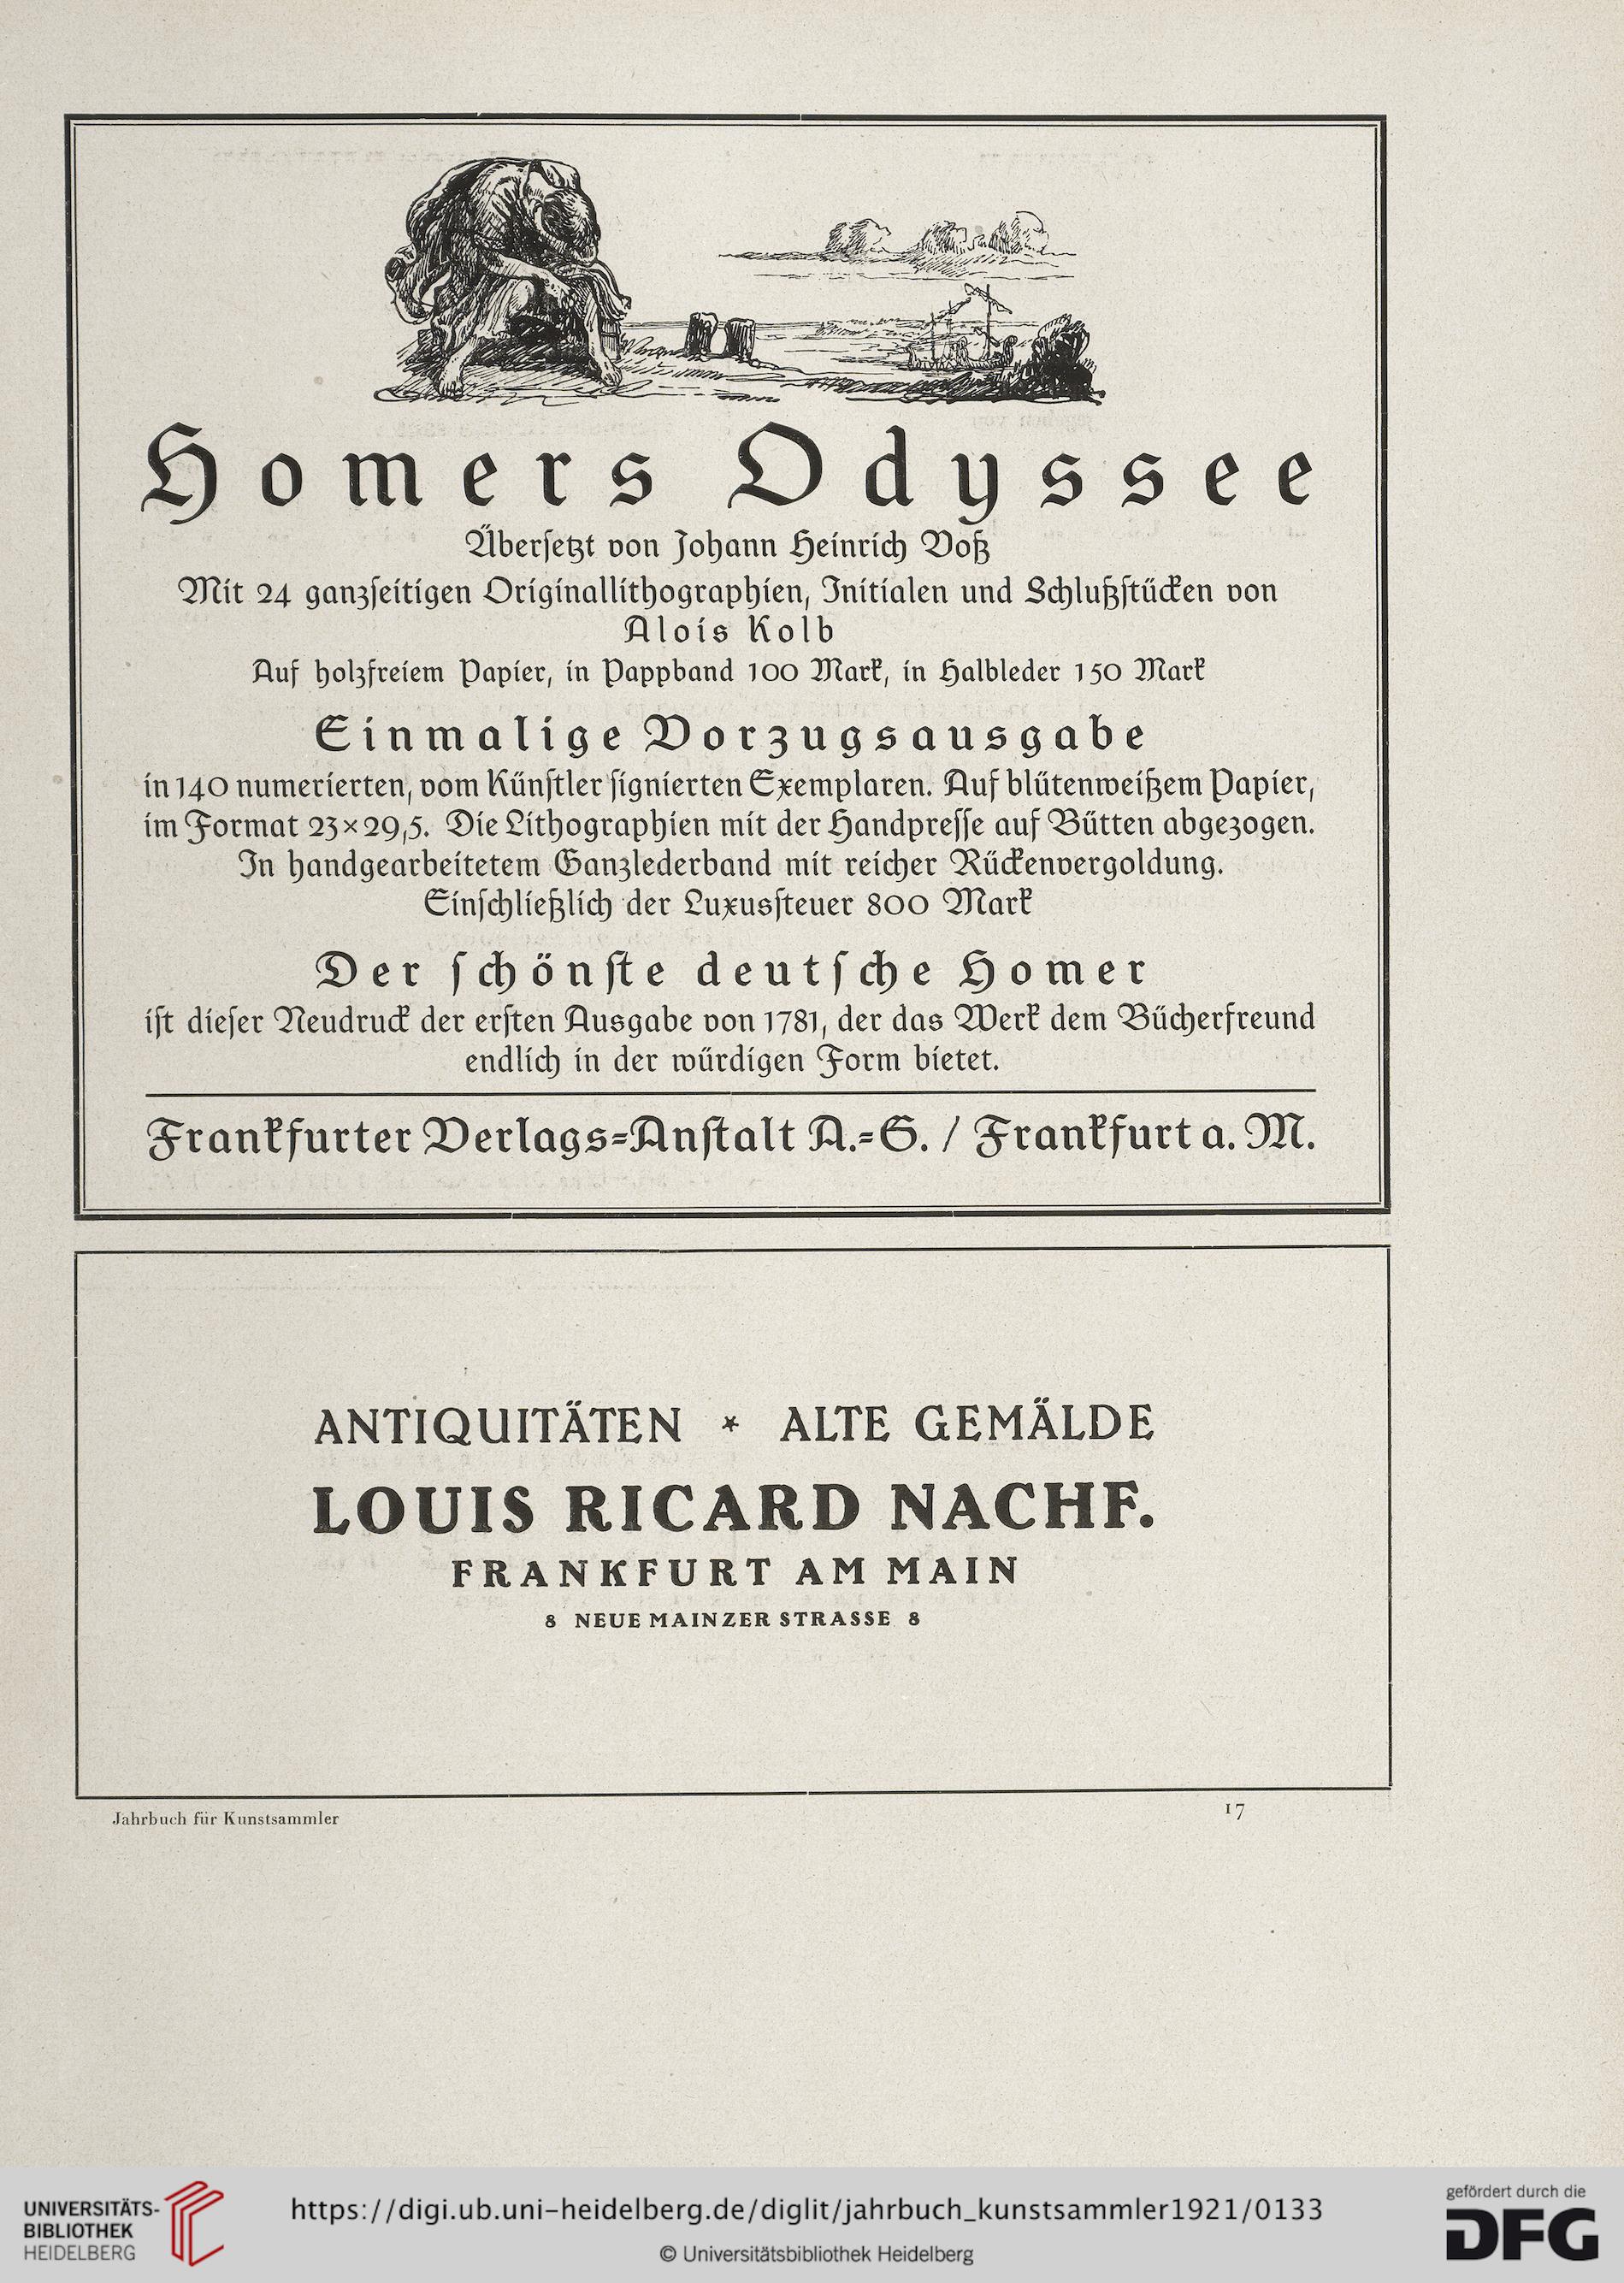 Homers Odyssee
Überſetzt von Johann Heinrich Voß
Mit 24 ganzſeitigen Originallithographien, Initialen und Schlußſtücken von
Alois Kolb
Auf holzfreiem Papier, in Pappband 100 Mark, in Halbleder 150 Mark
Einmalige Vorzugsausgabe
in 140 numerierten, vom Künſtler ſignierten Exemplaren. Auf blütenweißem Papier,
im Format 23×29,5. Die Lithographien mit der Handpreſſe auf Bütten abgezogen.
In handgearbeitetem Ganzlederband mit reicher Rückenvergoldung.
Einſchließlich der Luxusſteuer 800 Mark
Der ſchönſte deutſche Homer
iſt dieſer Neudruck der erſten Ausgabe von 1781, der das Werk dem Bücherfreund
endlich in der würdigen Form bietet.
Frankfurter Verlags-Anſtalt A.-G. / Frankfurt a. M.
ANTIQUITÄTEN * ALTE GEMÄLDE
LOUIS RICARD NACHF.
FRANKFURT AM MAIN
8 NEUE MAINZER STRASSE 8
Jahrbuch für Kunstsammler
17
UNIVERSITÄTS-
BIBLIOTHEK
HEIDELBERG
https://digi.ub.uni-heidelberg.de/diglit/jahrbuch_kunstsammler1921/0133
© Universitätsbibliothek Heidelberg
gefördert durch die
DFG